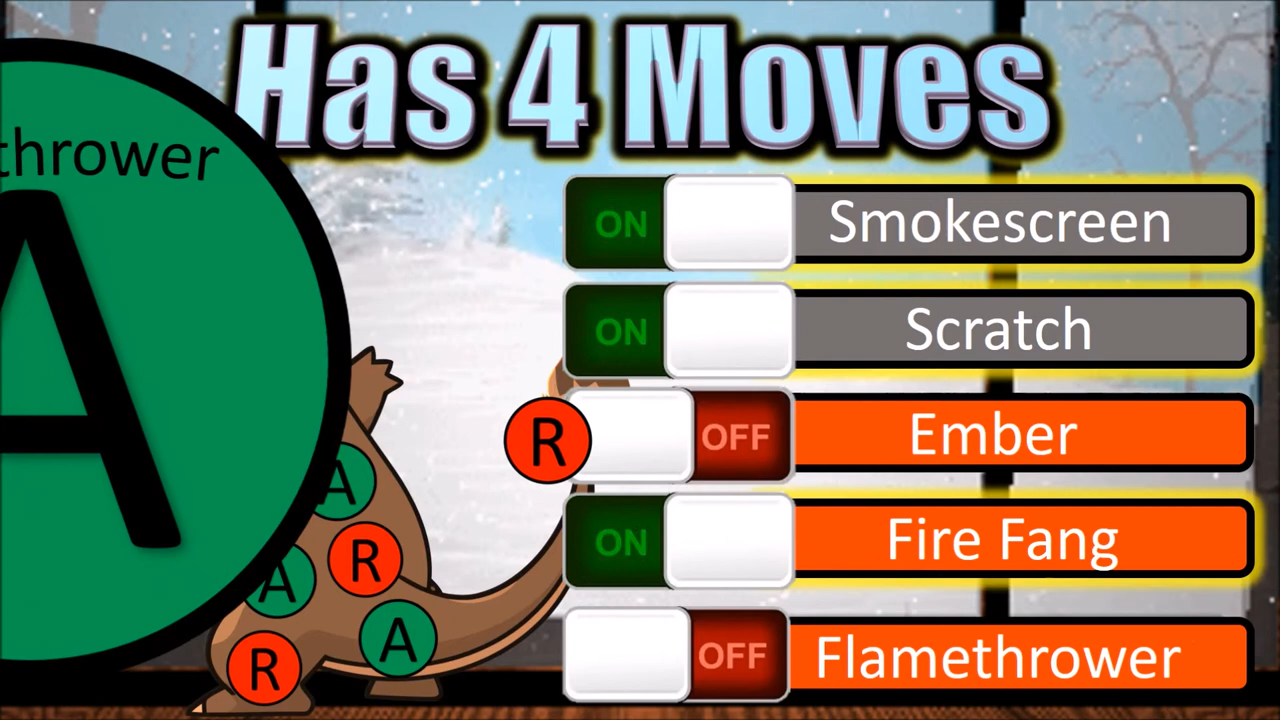 Has 4 Moves
thrower
A
ON Smokescreen
ON Scratch
R OFF Ember
A
ON Fire Fang
R
A
A
R
OFF Flamethrower